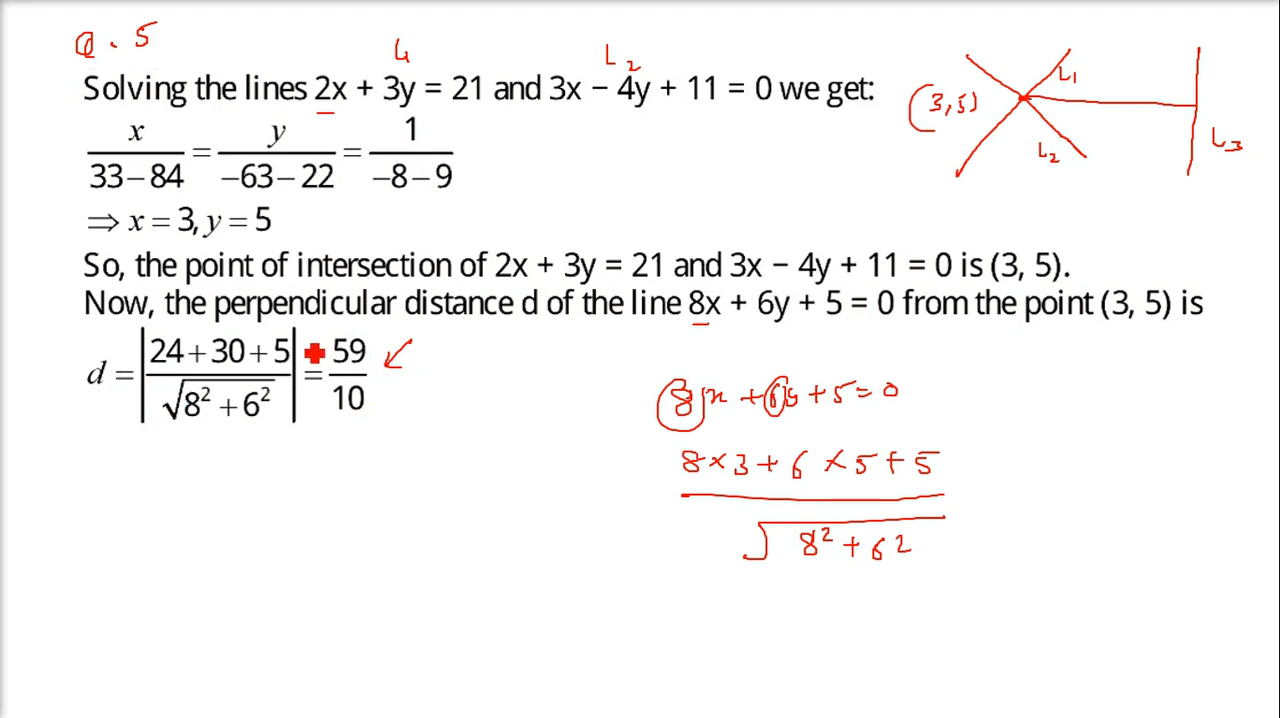 Q. 5
L1 L2
Solving the lines 2x + 3y = 21 and 3x − 4y + 11 = 0 we get:
x/(33−84) = y/(−63−22) = 1/(−8−9)
⇒ x = 3, y = 5
So, the point of intersection of 2x + 3y = 21 and 3x − 4y + 11 = 0 is (3, 5).
Now, the perpendicular distance d of the line 8x + 6y + 5 = 0 from the point (3, 5) is
d = |(24+30+5)/√(8²+6²)| = 59/10
L1
(3,5)
L3
L2
8x + 6y + 5 = 0
8×3 + 6×5 + 5
√8² + 6²